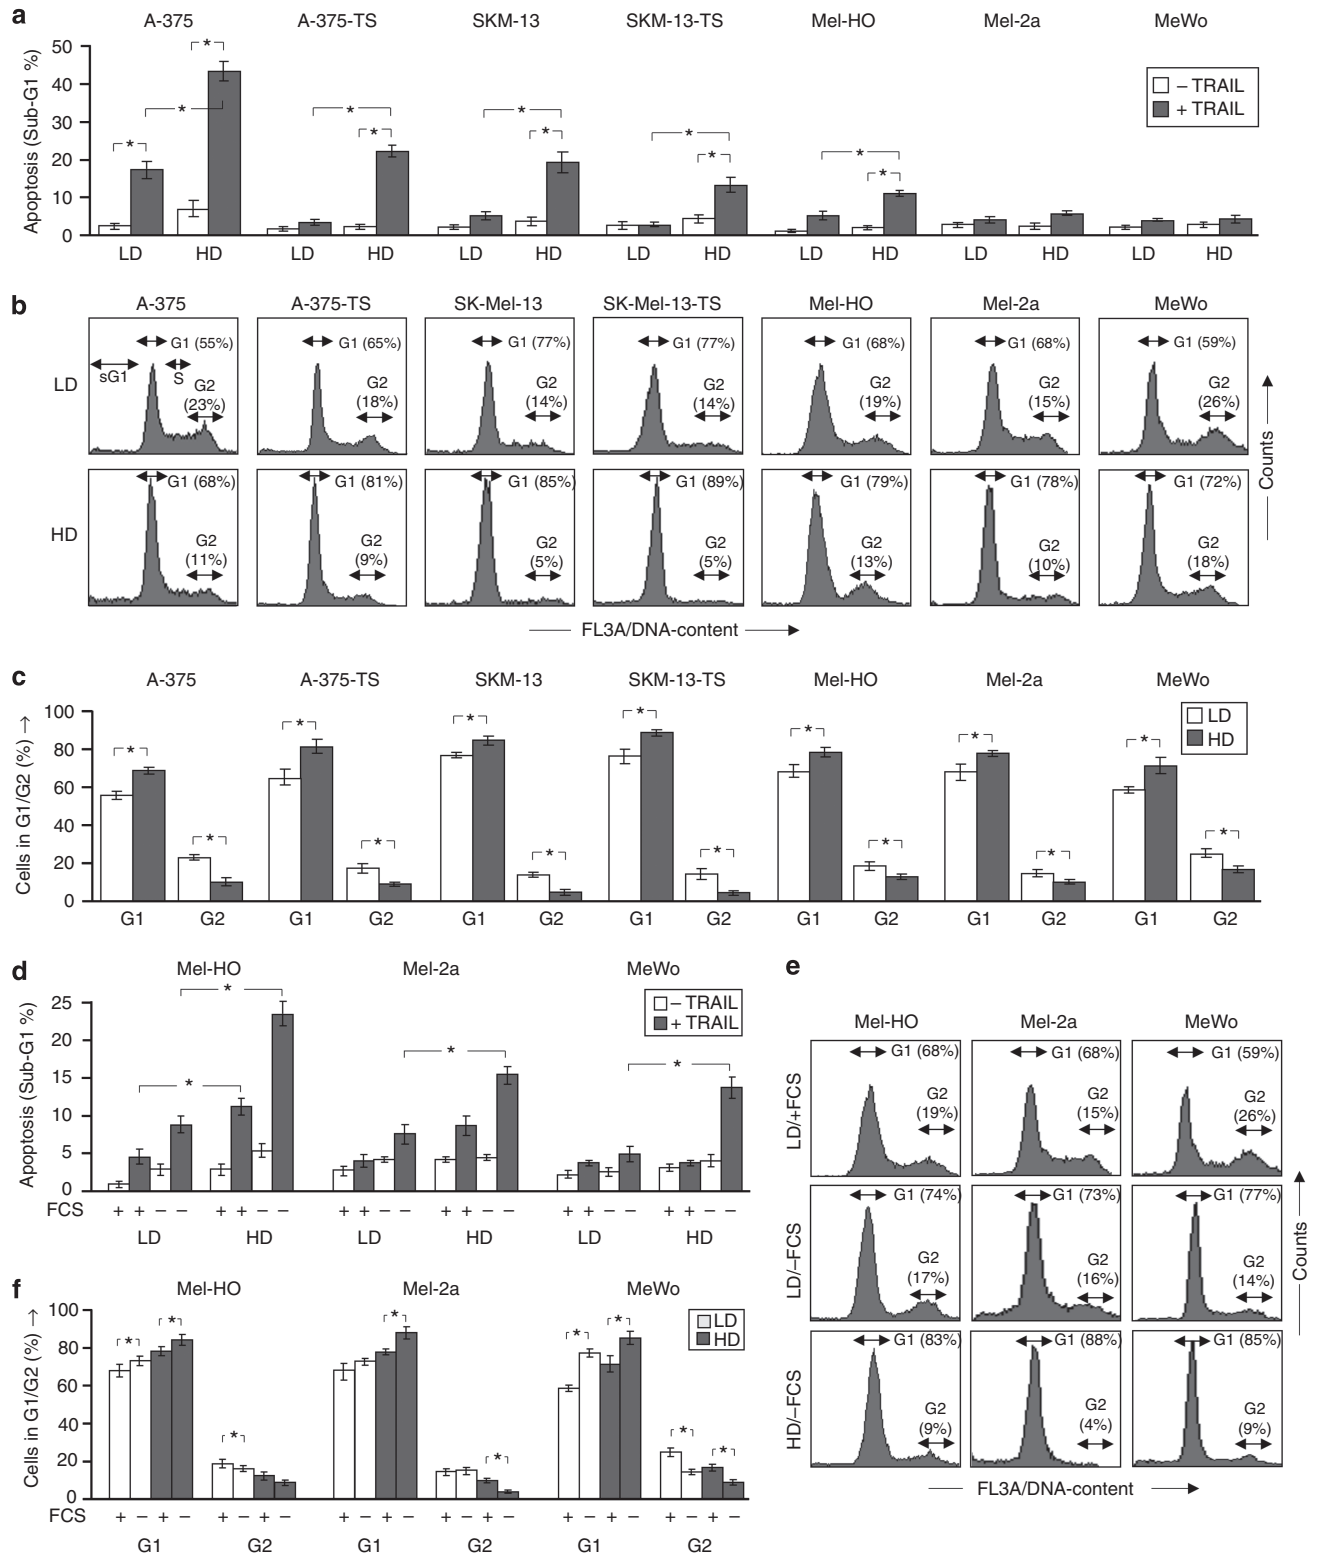 a
A-375 A-375-TS SKM-13 SKM-13-TS Mel-HO Mel-2a MeWo
Apoptosis (Sub-G1 %)
50
40
30
20
10
0
* * * * * * * * * * *
– TRAIL
+ TRAIL
LD HD LD HD LD HD LD HD LD HD LD HD LD HD
b
A-375 A-375-TS SK-Mel-13 SK-Mel-13-TS Mel-HO Mel-2a MeWo
LD
G1 (55%) G1 (65%) G1 (77%) G1 (77%) G1 (68%) G1 (68%) G1 (59%)
sG1 S
G2 G2 G2 G2 G2 G2 G2
(23%) (18%) (14%) (14%) (19%) (15%) (26%)
HD
G1 (68%) G1 (81%) G1 (85%) G1 (89%) G1 (79%) G1 (78%) G1 (72%)
G2 G2 G2 G2 G2 G2 G2
(11%) (9%) (5%) (5%) (13%) (10%) (18%)
Counts
FL3A/DNA-content
c
A-375 A-375-TS SKM-13 SKM-13-TS Mel-HO Mel-2a MeWo
Cells in G1/G2 (%) →
100
80
60
40
20
0
* * * * * * * * * * * * * *
LD
HD
G1 G2 G1 G2 G1 G2 G1 G2 G1 G2 G1 G2 G1 G2
d
Mel-HO Mel-2a MeWo
Apoptosis (Sub-G1 %)
25
20
15
10
5
0
* * * *
– TRAIL
+ TRAIL
FCS + + – – + + – – + + – – + + – – + + – – + + – –
LD HD LD HD LD HD
e
Mel-HO Mel-2a MeWo
LD/+FCS
G1 (68%) G1 (68%) G1 (59%)
G2 G2 G2
(19%) (15%) (26%)
LD/–FCS
G1 (74%) G1 (73%) G1 (77%)
G2 G2 G2
(17%) (16%) (14%)
HD/–FCS
G1 (83%) G1 (88%) G1 (85%)
G2 G2 G2
(9%) (4%) (9%)
Counts
FL3A/DNA-content
f
Mel-HO Mel-2a MeWo
Cells in G1/G2 (%) →
100
80
60
40
20
0
* * * * * * * * *
LD
HD
FCS + – + – + – + – + – + – + – + – + – + – + – + –
G1 G2 G1 G2 G1 G2